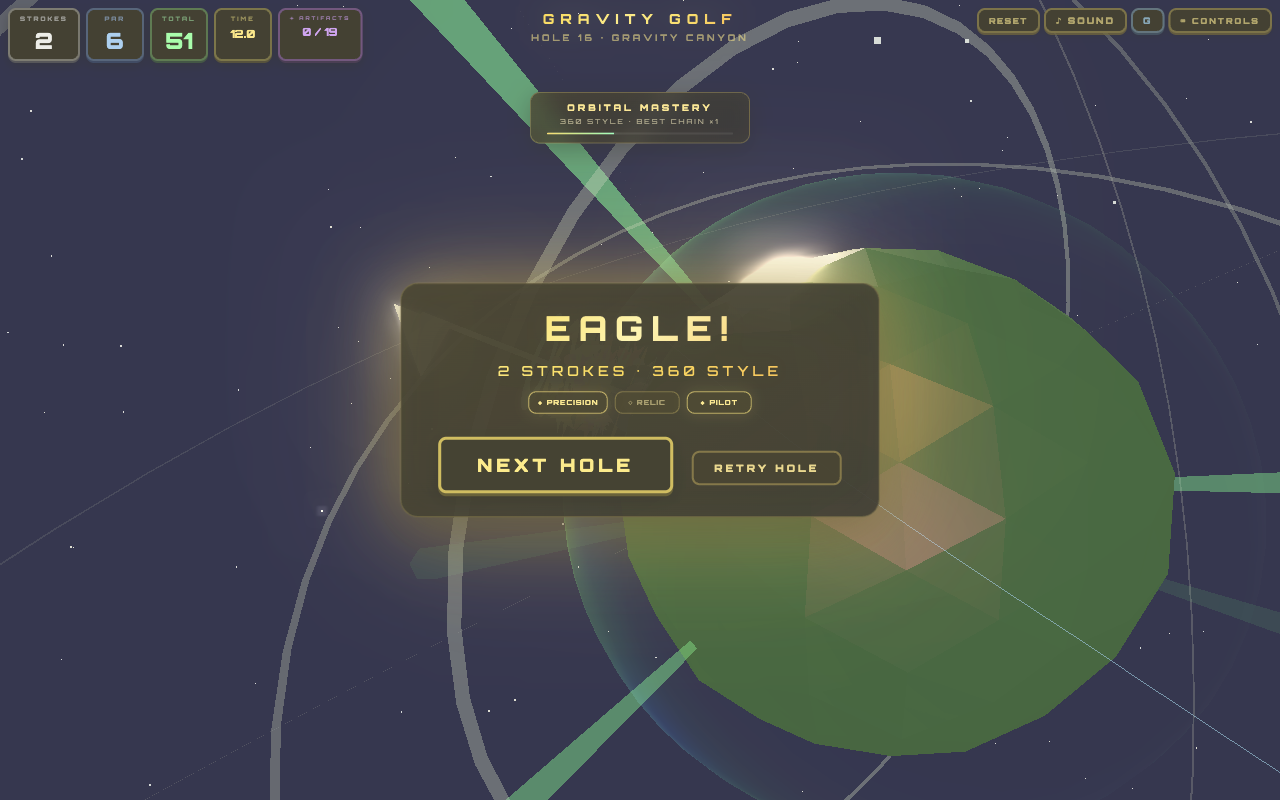 STROKES
2
PAR
6
TOTAL
51
TIME
12.0
ARTIFACTS
0/19
GRAVITY GOLF
HOLE 16 · GRAVITY CANYON
RESET
♪ SOUND
G
CONTROLS
ORBITAL MASTERY
360 STYLE · BEST CHAIN ×1
EAGLE!
2 STROKES · 360 STYLE
PRECISION
RELIC
PILOT
NEXT HOLE
RETRY HOLE